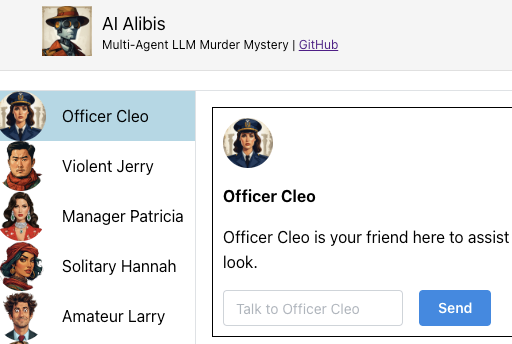 AI Alibis
Multi-Agent LLM Murder Mystery | GitHub
Officer Cleo
Violent Jerry
Manager Patricia
Solitary Hannah
Amateur Larry
Officer Cleo
Officer Cleo is your friend here to assist
look.
Talk to Officer Cleo
Send